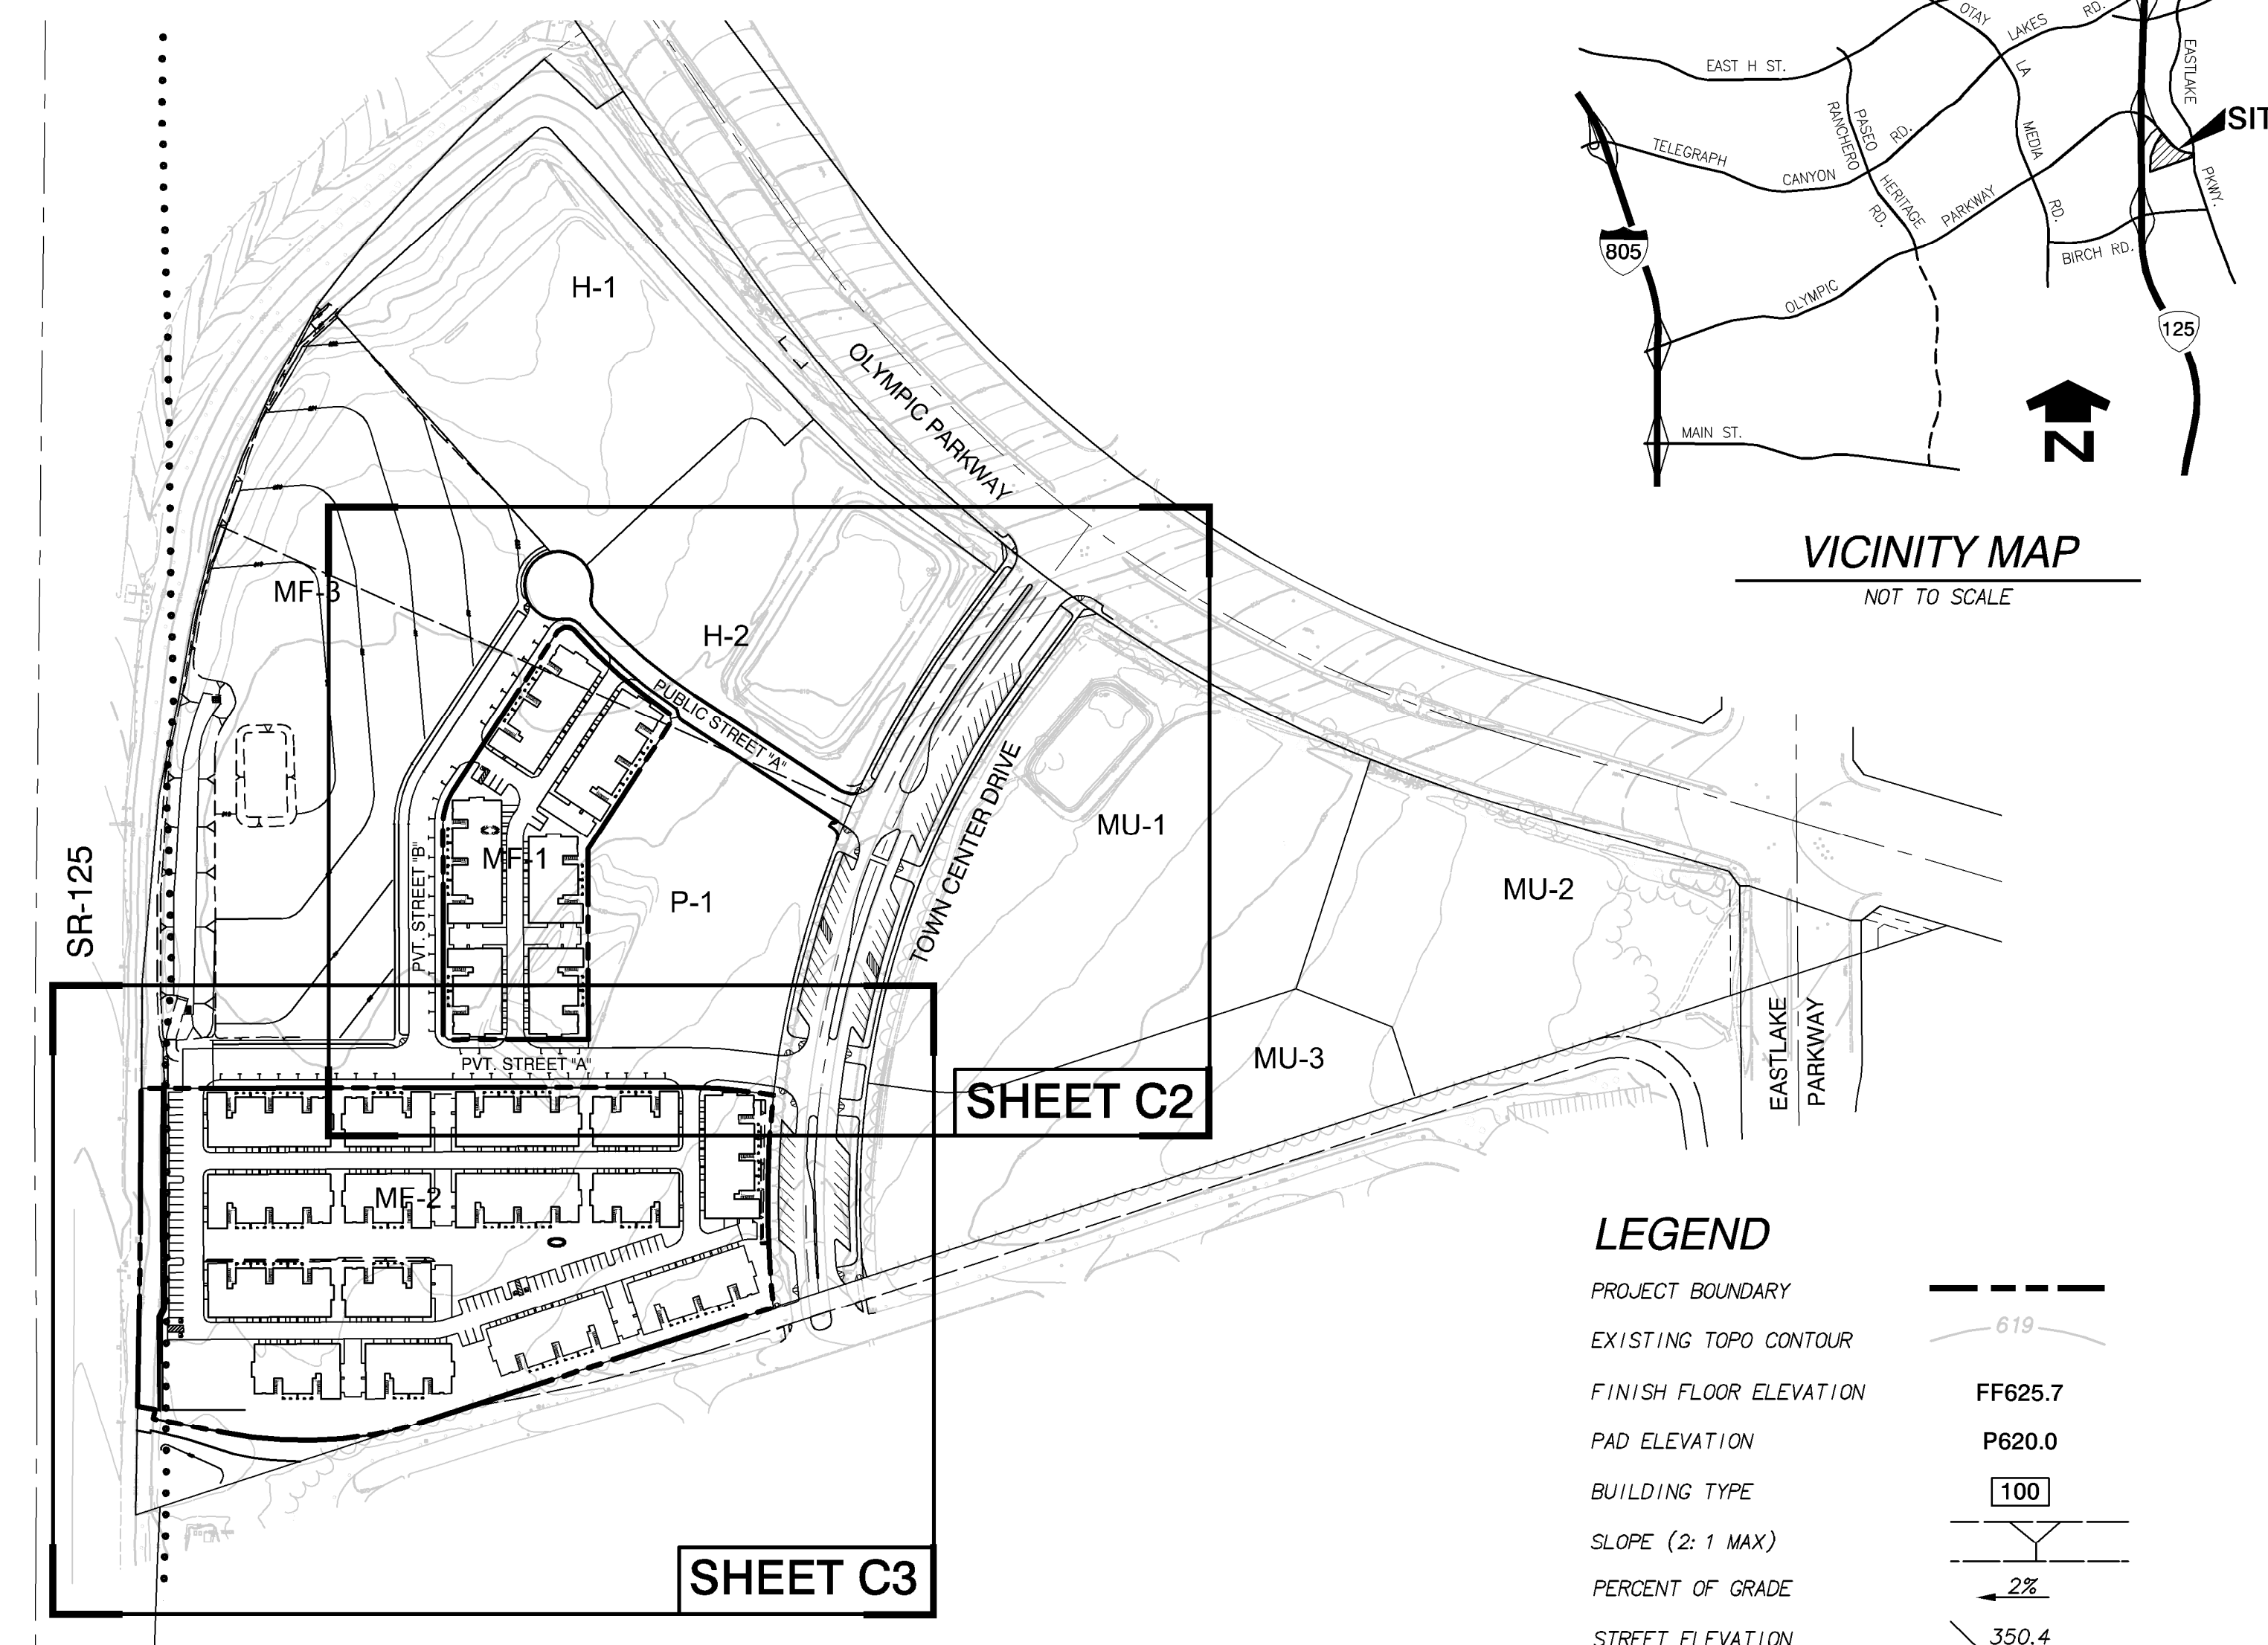 H-1
OLYMPIC PARKWAY
MF-3
H-2
PUBLIC STREET "A"
TOWN CENTER DRIVE
MU-1
MF-1
PVT. STREET "B"
P-1
MU-2
SR-125
MU-3
PVT. STREET "A"
EASTLAKE
PARKWAY
SHEET C2
MF-2
SHEET C3
OTAY
LAKES
RD.
EAST H ST.
LA
MEDIA
RD.
EASTLAKE
PKWY.
SIT
PASEO
RANCHERO
RD.
TELEGRAPH
CANYON
HERITAGE
RD.
PARKWAY
OLYMPIC
BIRCH RD.
805
125
MAIN ST.
N
VICINITY MAP
NOT TO SCALE
LEGEND
PROJECT BOUNDARY
EXISTING TOPO CONTOUR 619
FINISH FLOOR ELEVATION FF625.7
PAD ELEVATION P620.0
BUILDING TYPE 100
SLOPE (2:1 MAX)
PERCENT OF GRADE 2%
STREET ELEVATION 350.4